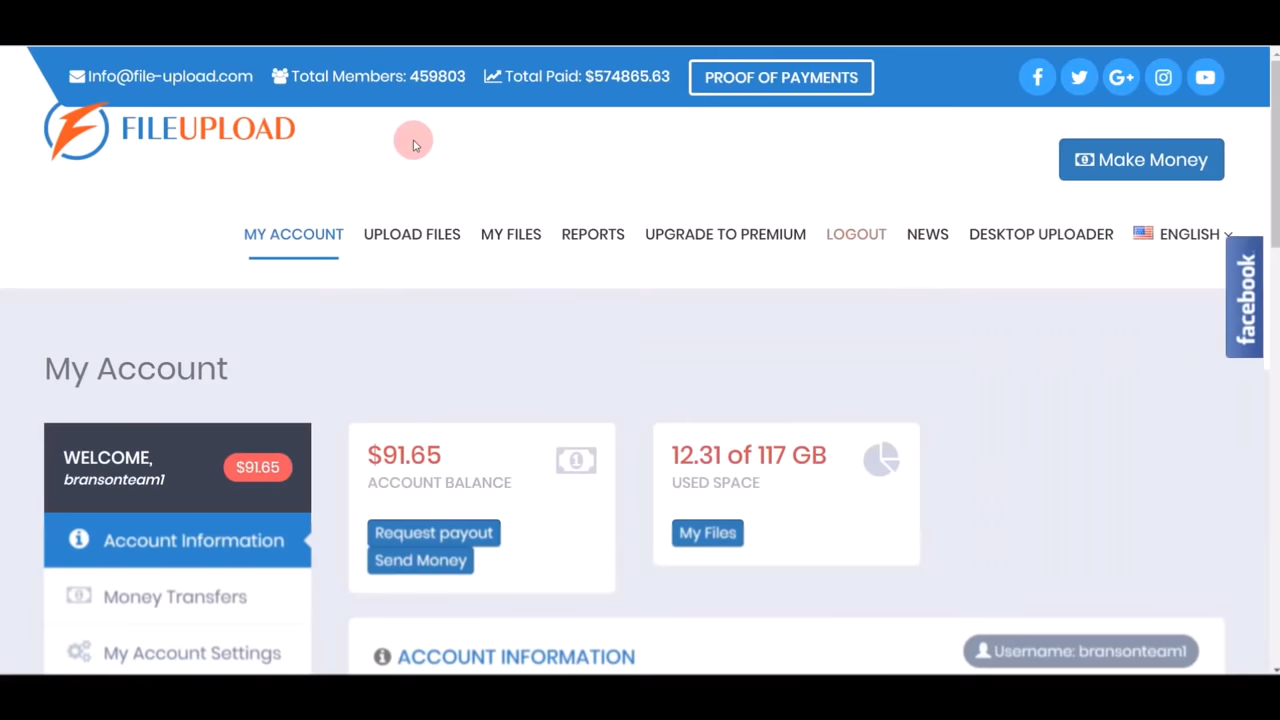 Info@file-upload.com Total Members: 459803 Total Paid: $574865.63 PROOF OF PAYMENTS
FILEUPLOAD
Make Money
MY ACCOUNT UPLOAD FILES MY FILES REPORTS UPGRADE TO PREMIUM LOGOUT NEWS DESKTOP UPLOADER ENGLISH
facebook
My Account
WELCOME,
bransonteam1
$91.65
$91.65
ACCOUNT BALANCE
Request payout
Send Money
12.31 of 117 GB
USED SPACE
My Files
Account Information
Money Transfers
My Account Settings
ACCOUNT INFORMATION
Username: bransonteam1